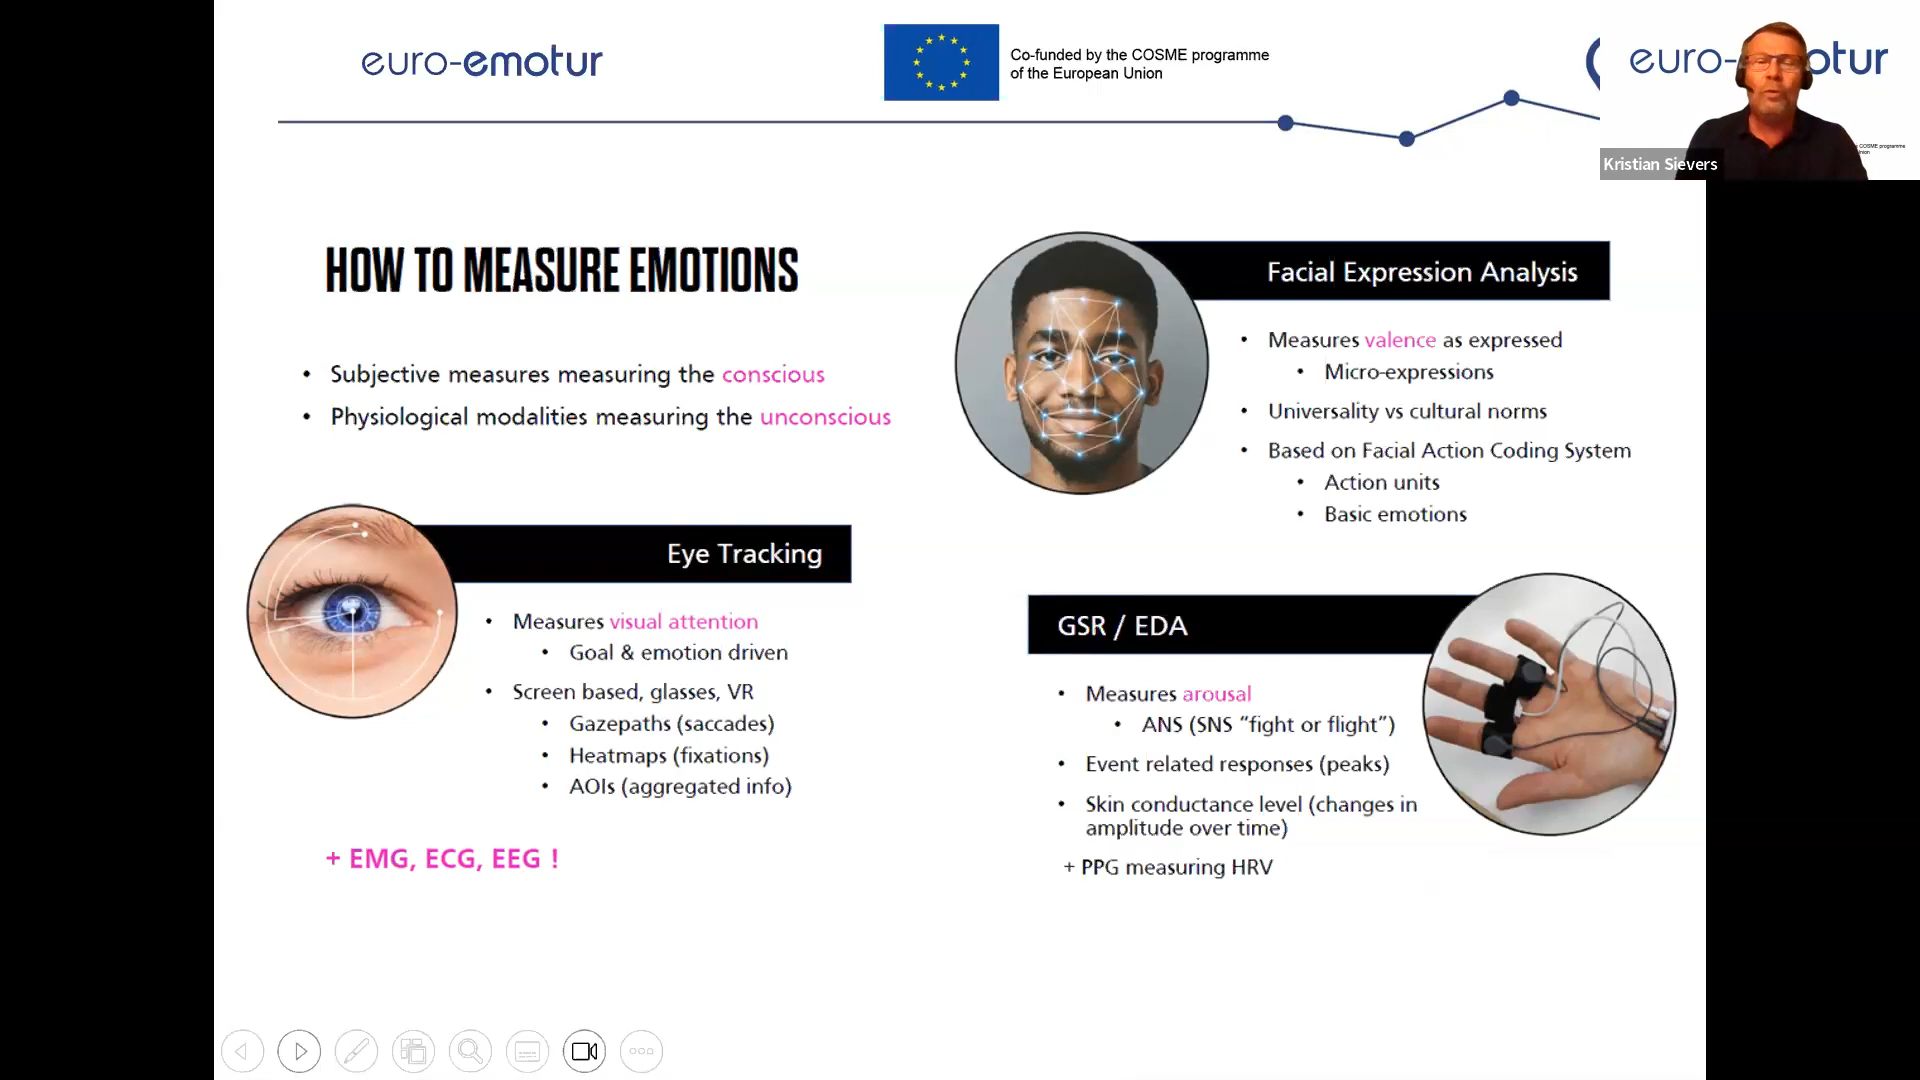 euro-emotur
Co-funded by the COSME programme
of the European Union
euro-
otur
COSME programme
Kristian Sievers
HOW TO MEASURE EMOTIONS
• Subjective measures measuring the conscious
• Physiological modalities measuring the unconscious
Facial Expression Analysis
• Measures valence as expressed
• Micro-expressions
• Universality vs cultural norms
• Based on Facial Action Coding System
• Action units
• Basic emotions
Eye Tracking
• Measures visual attention
• Goal & emotion driven
• Screen based, glasses, VR
• Gazepaths (saccades)
• Heatmaps (fixations)
• AOIs (aggregated info)
+ EMG, ECG, EEG !
GSR / EDA
• Measures arousal
• ANS (SNS “fight or flight”)
• Event related responses (peaks)
• Skin conductance level (changes in
amplitude over time)
+ PPG measuring HRV